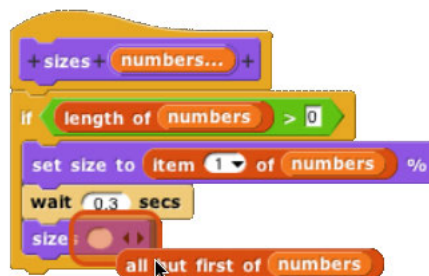 + sizes + numbers... +
if length of numbers > 0
set size to item 1 of numbers %
wait 0.3 secs
sizes
all but first of numbers